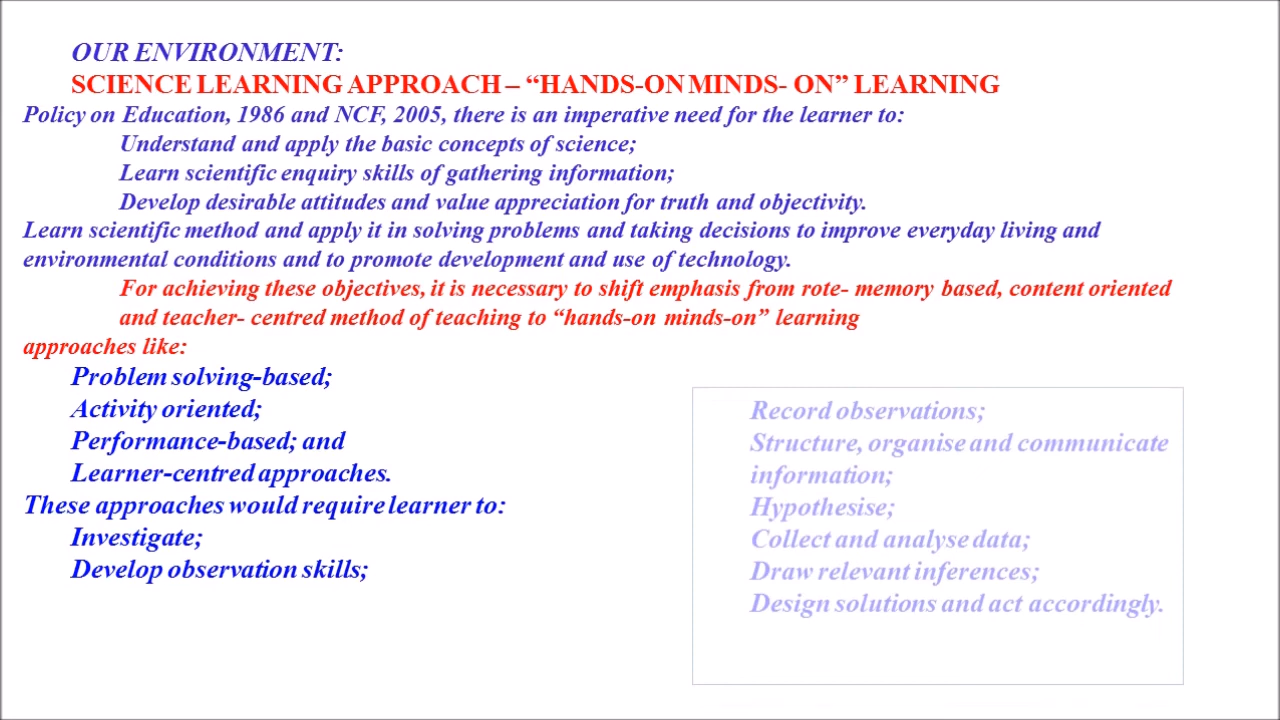 OUR ENVIRONMENT:
SCIENCE LEARNING APPROACH – “HANDS-ON MINDS- ON” LEARNING
Policy on Education, 1986 and NCF, 2005, there is an imperative need for the learner to:
Understand and apply the basic concepts of science;
Learn scientific enquiry skills of gathering information;
Develop desirable attitudes and value appreciation for truth and objectivity.
Learn scientific method and apply it in solving problems and taking decisions to improve everyday living and
environmental conditions and to promote development and use of technology.
For achieving these objectives, it is necessary to shift emphasis from rote- memory based, content oriented
and teacher- centred method of teaching to “hands-on minds-on” learning
approaches like:
Problem solving-based;
Activity oriented;
Performance-based; and
Learner-centred approaches.
These approaches would require learner to:
Investigate;
Develop observation skills;
Record observations;
Structure, organise and communicate
information;
Hypothesise;
Collect and analyse data;
Draw relevant inferences;
Design solutions and act accordingly.